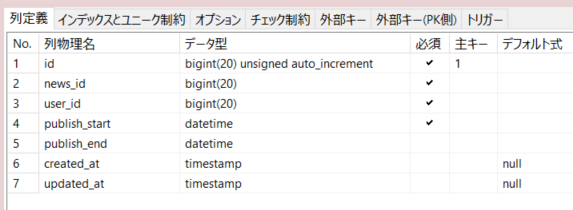 列定義 インデックスとユニーク制約 オプション チェック制約 外部キー 外部キー(PK側) トリガー
No. 列物理名 データ型 必須 主キー デフォルト式
1 id bigint(20) unsigned auto_increment ✔ 1
2 news_id bigint(20) ✔
3 user_id bigint(20) ✔
4 publish_start datetime ✔
5 publish_end datetime
6 created_at timestamp null
7 updated_at timestamp null